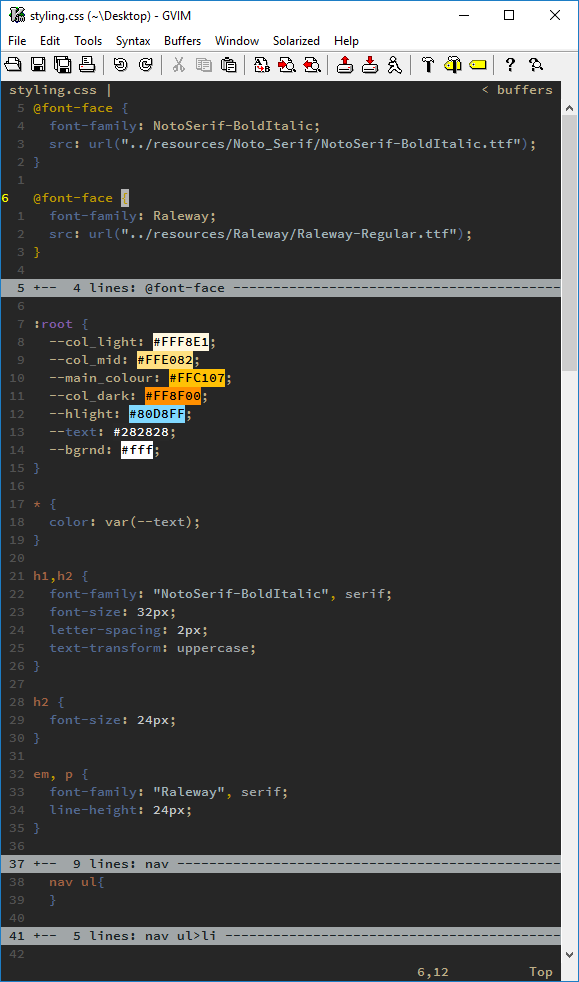 styling.css (~\Desktop) - GVIM
File Edit Tools Syntax Buffers Window Solarized Help
styling.css | < buffers
5 @font-face {
4   font-family: NotoSerif-BoldItalic;
3   src: url("../resources/Noto_Serif/NotoSerif-BoldItalic.ttf");
2 }
1
6 @font-face {
1   font-family: Raleway;
2   src: url("../resources/Raleway/Raleway-Regular.ttf");
3 }
4
5 +-- 4 lines: @font-face ----------------------------------------
6
7 :root {
8   --col_light: #FFF8E1;
9   --col_mid: #FFE082;
10   --main_colour: #FFC107;
11   --col_dark: #FF8F00;
12   --hlight: #80D8FF;
13   --text: #282828;
14   --bgrnd: #fff;
15 }
16
17 * {
18   color: var(--text);
19 }
20
21 h1,h2 {
22   font-family: "NotoSerif-BoldItalic", serif;
23   font-size: 32px;
24   letter-spacing: 2px;
25   text-transform: uppercase;
26 }
27
28 h2 {
29   font-size: 24px;
30 }
31
32 em, p {
33   font-family: "Raleway", serif;
34   line-height: 24px;
35 }
36
37 +-- 9 lines: nav -----------------------------------------------
38   nav ul{
39   }
40
41 +-- 5 lines: nav ul>li -----------------------------------------
42
6,12 Top